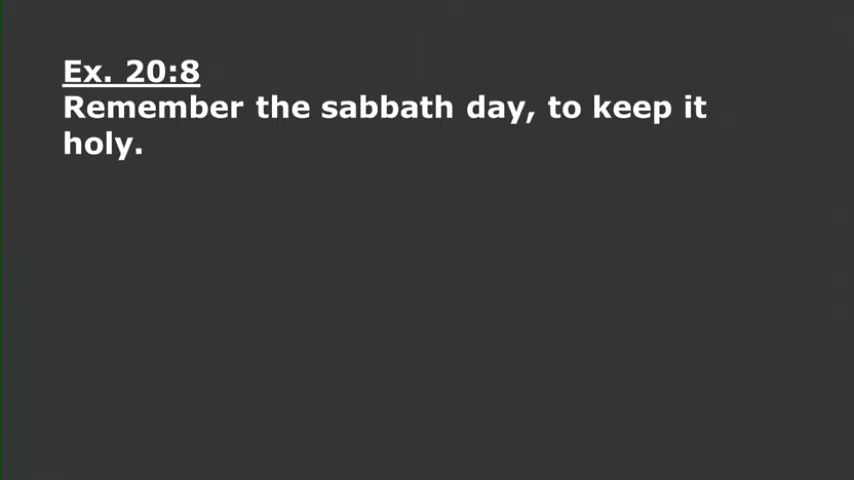 Ex. 20:8
Remember the sabbath day, to keep it
holy.